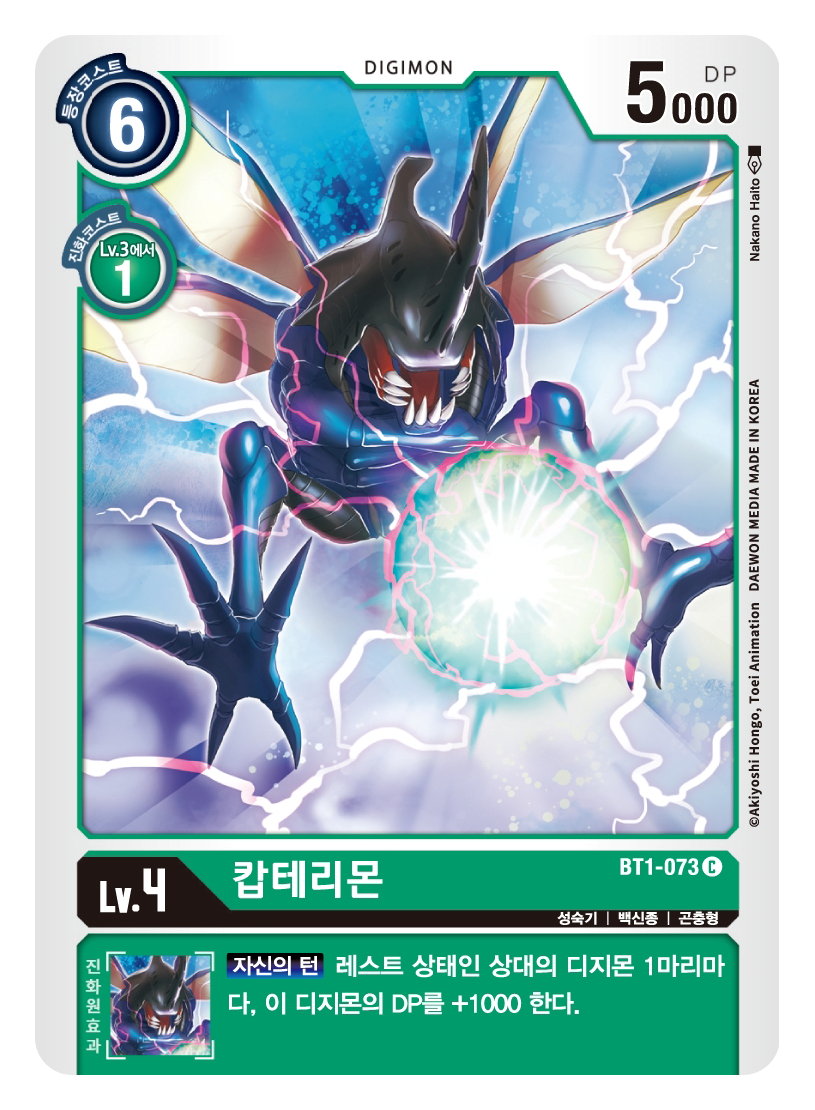 DIGIMON
DP
5000
등장코스트
6
진화코스트
Lv.3에서
1
Nakano Haito
©Akiyoshi Hongo, Toei Animation DAEWON MEDIA MADE IN KOREA
Lv.4
캅테리몬
BT1-073 C
성숙기 | 백신종 | 곤충형
진화원효과
자신의 턴 레스트 상태인 상대의 디지몬 1마리마
다, 이 디지몬의 DP를 +1000 한다.